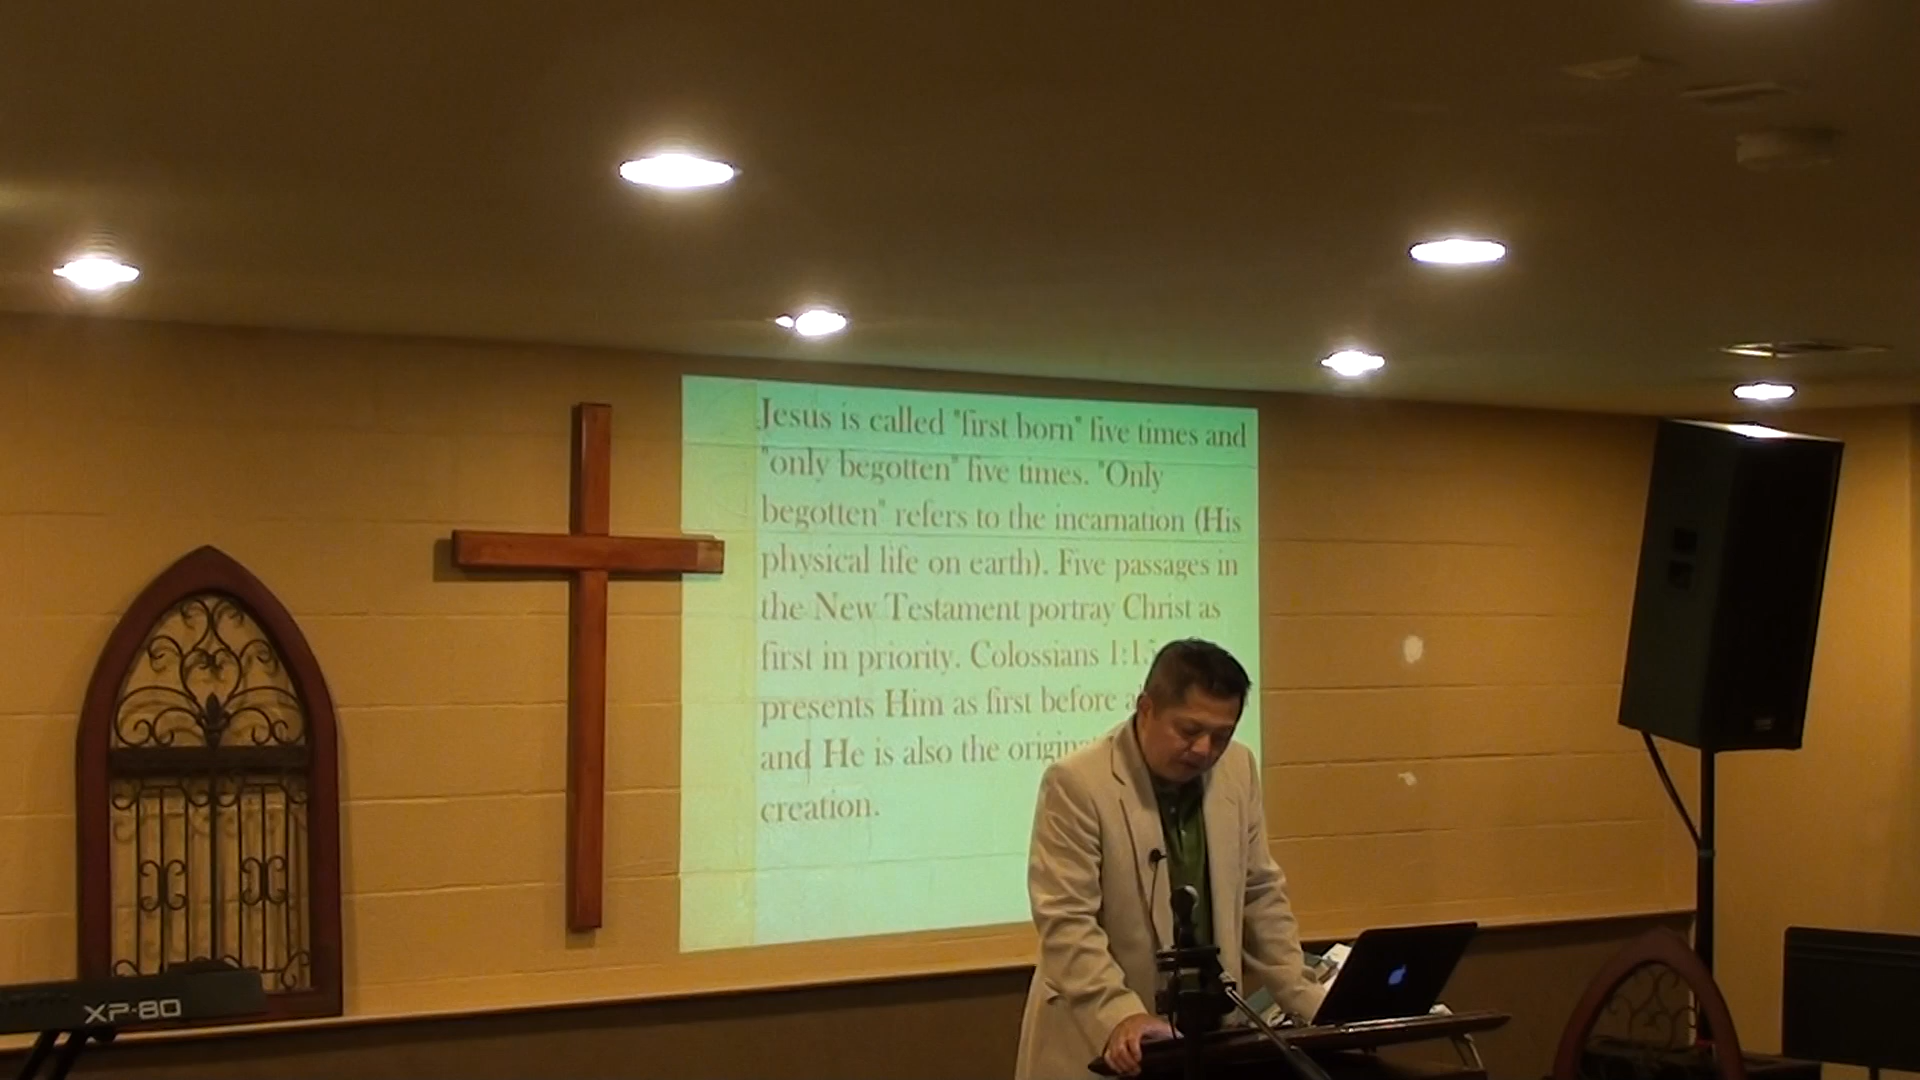 Jesus is called "first born" five times and
"only begotten" five times. "Only
begotten" refers to the incarnation (His
physical life on earth). Five passages in
the New Testament portray Christ as
first in priority. Colossians
presents Him as first before
and He is also the
creation.
XP-80